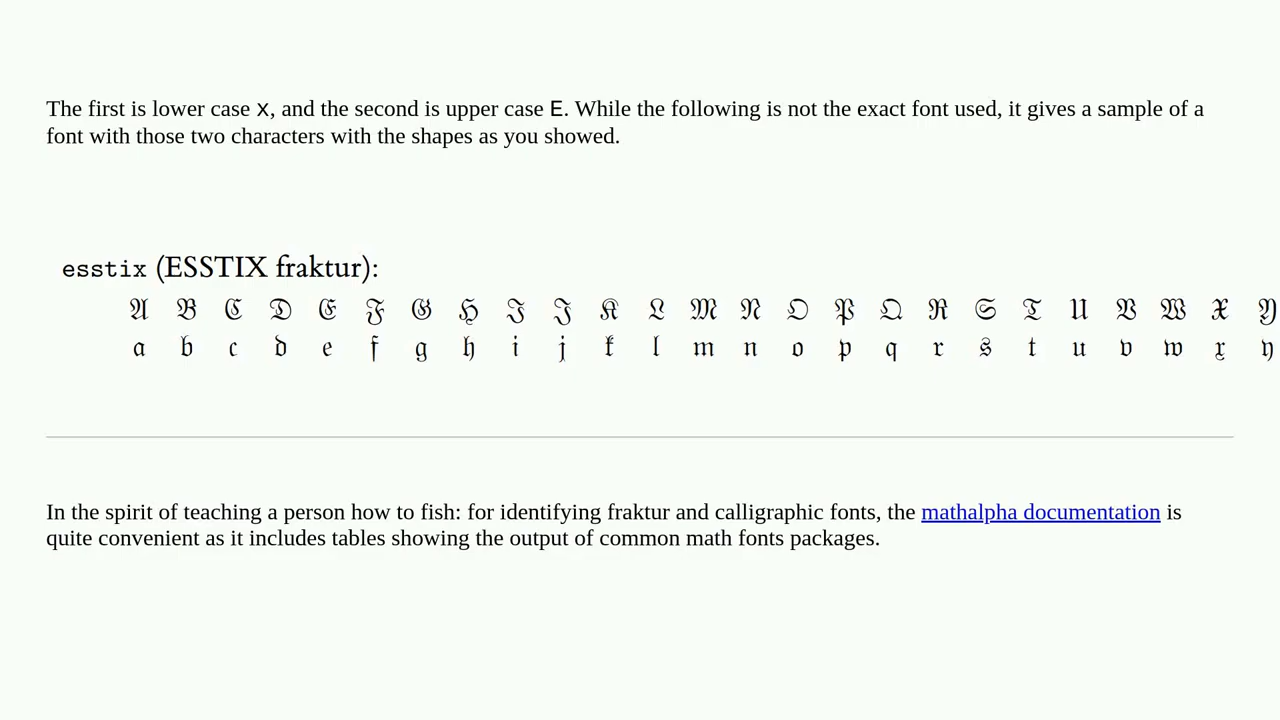 The first is lower case x, and the second is upper case E. While the following is not the exact font used, it gives a sample of a
font with those two characters with the shapes as you showed.
esstix (ESSTIX fraktur):
𝔄 𝔅 ℭ 𝔇 𝔈 𝔉 𝔊 ℌ ℑ 𝔍 𝔎 𝔏 𝔐 𝔑 𝔒 𝔓 𝔔 ℜ 𝔖 𝔗 𝔘 𝔙 𝔚 𝔛 𝔜
𝔞 𝔟 𝔠 𝔡 𝔢 𝔣 𝔤 𝔥 𝔦 𝔧 𝔨 𝔩 𝔪 𝔫 𝔬 𝔭 𝔮 𝔯 𝔰 𝔱 𝔲 𝔳 𝔴 𝔵 𝔶
In the spirit of teaching a person how to fish: for identifying fraktur and calligraphic fonts, the mathalpha documentation is
quite convenient as it includes tables showing the output of common math fonts packages.